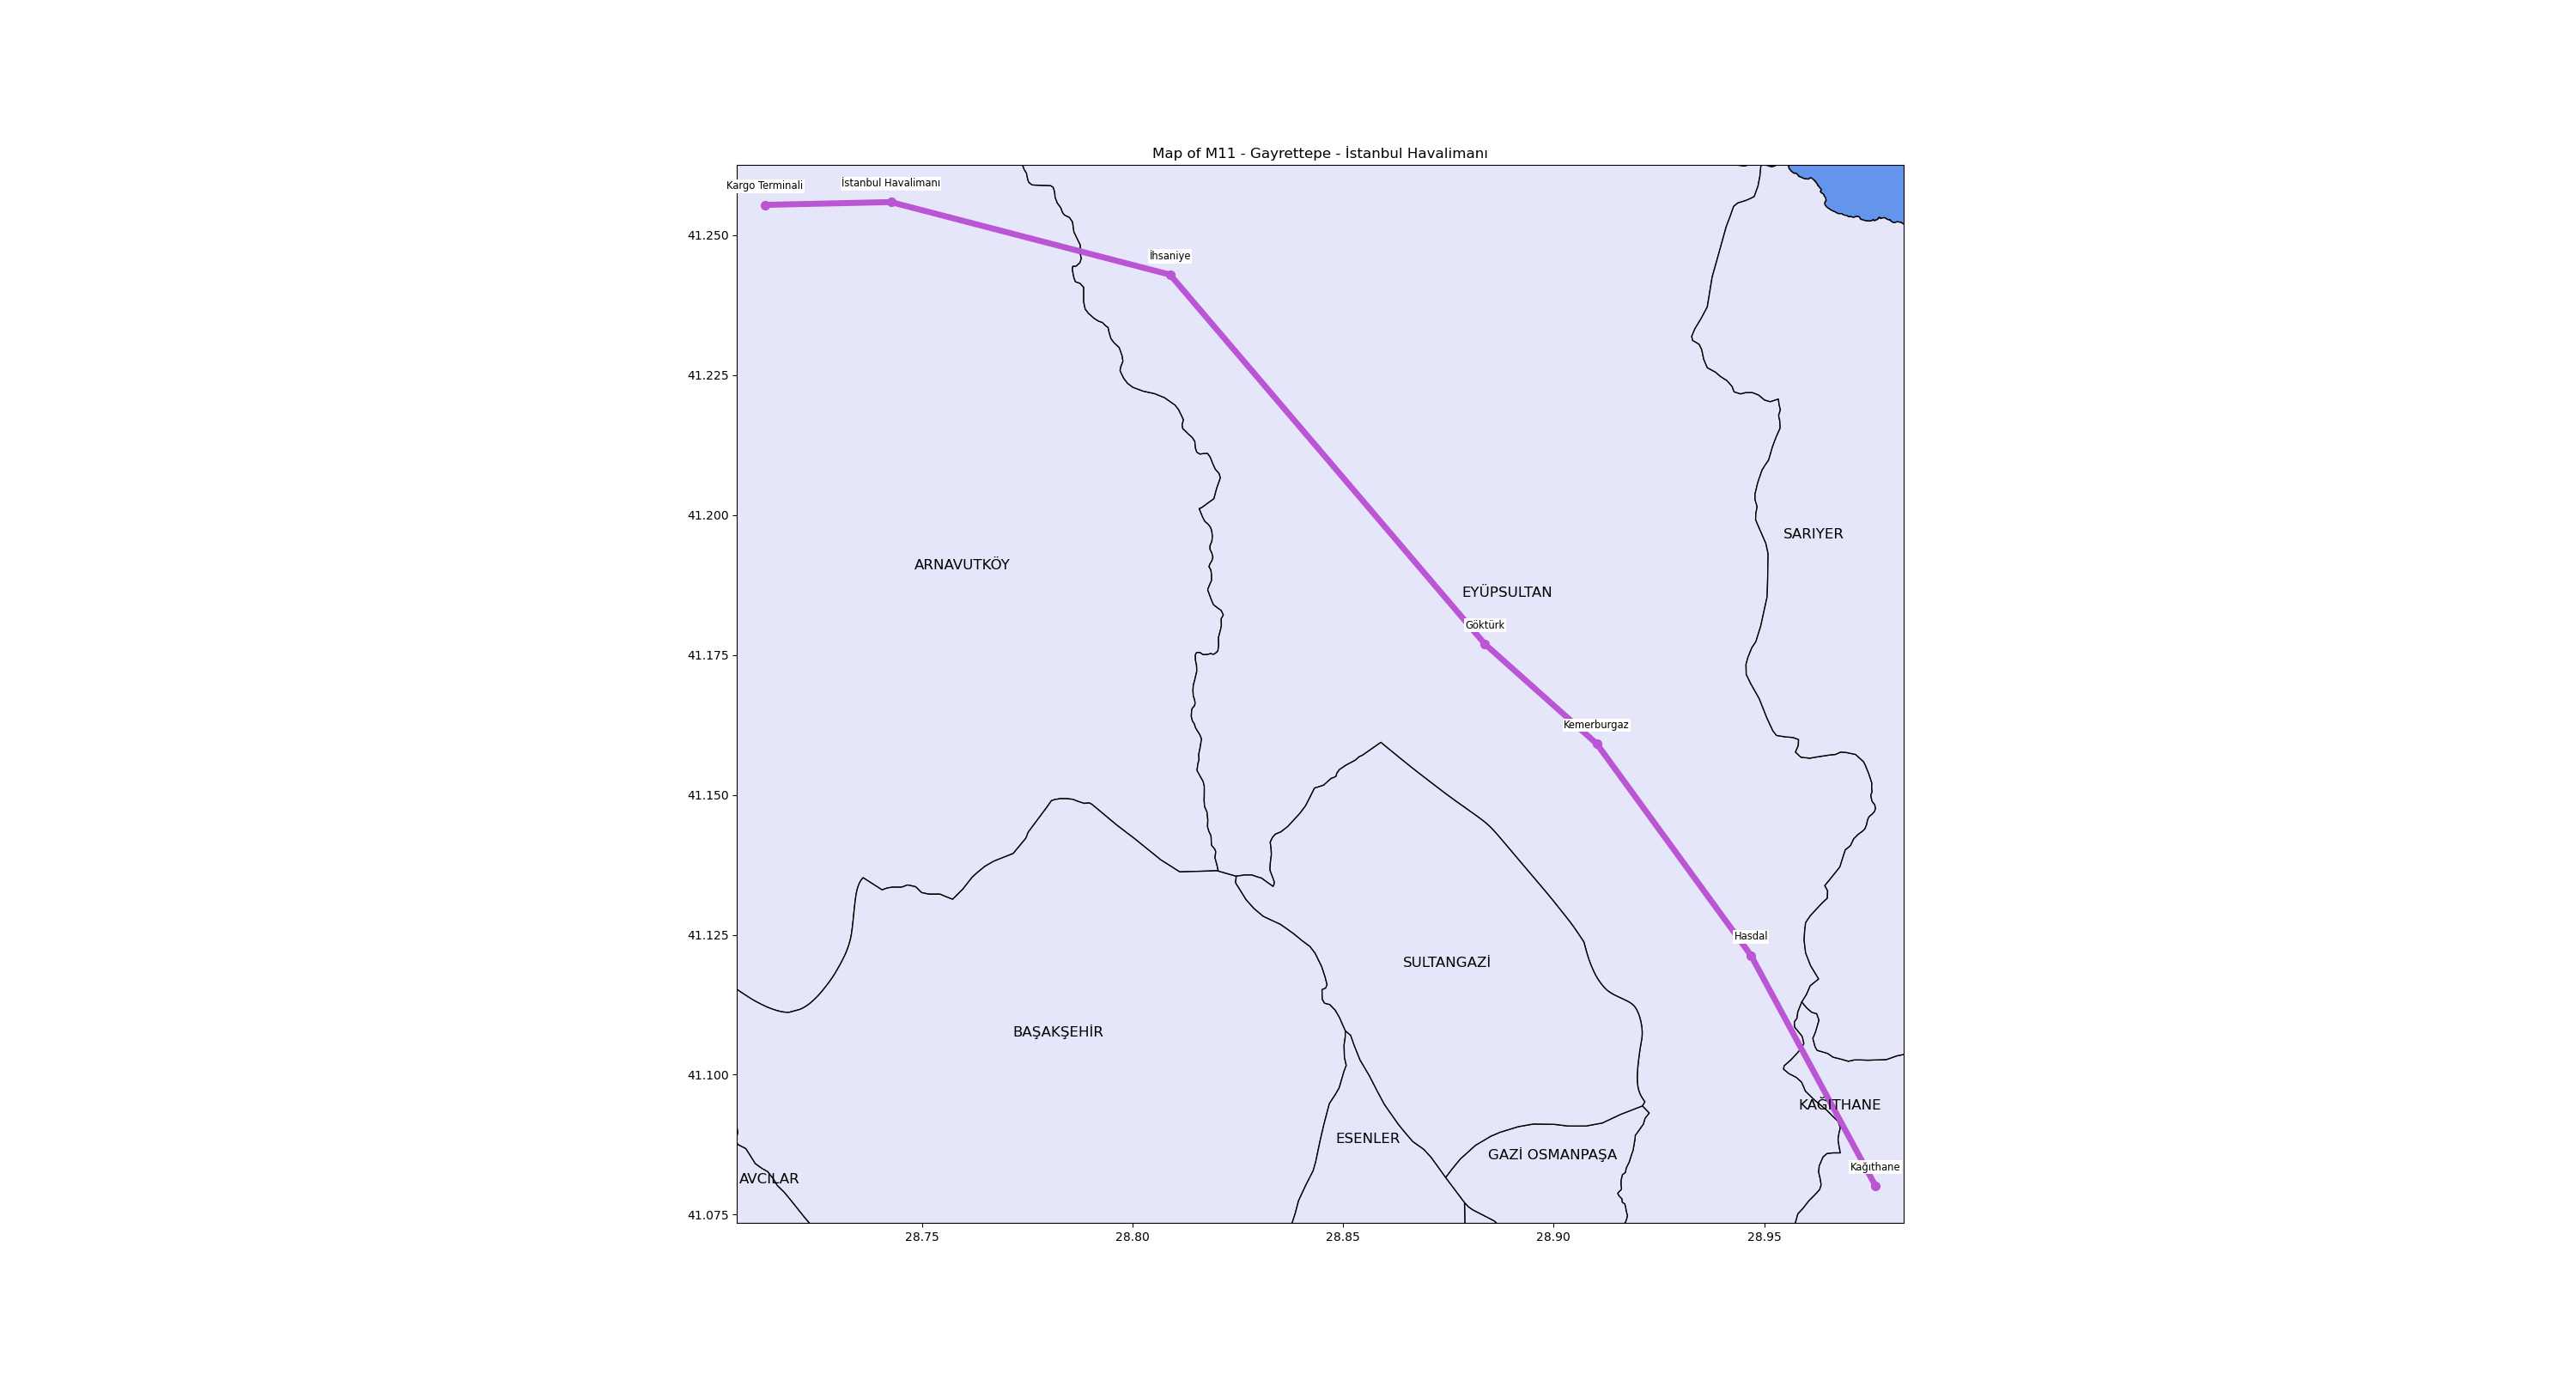 Map of M11 - Gayrettepe - İstanbul Havalimanı
Kargo Terminali
İstanbul Havalimanı
41.250
İhsaniye
41.225
41.200
SARIYER
ARNAVUTKÖY
EYÜPSULTAN
Göktürk
41.175
Kemerburgaz
41.150
41.125
Hasdal
SULTANGAZİ
BAŞAKŞEHİR
41.100
KAĞITHANE
ESENLER
GAZİ OSMANPAŞA
Kağıthane
AVCILAR
41.075
28.75 28.80 28.85 28.90 28.95